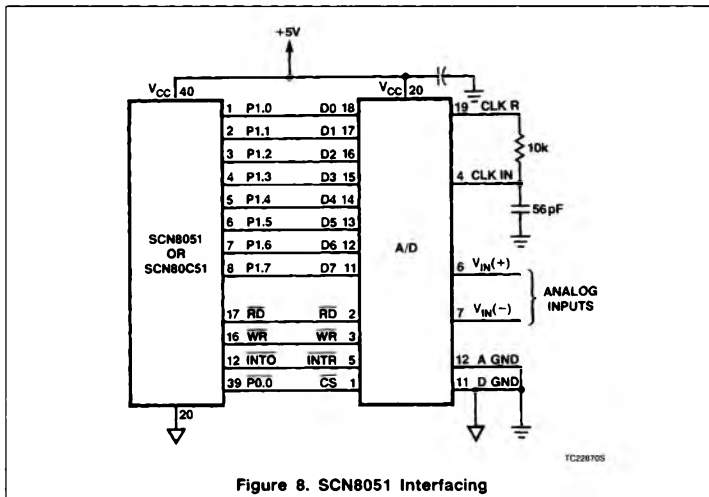 +5V
VCC 40
VCC 20
1 P1.0 D0 18
2 P1.1 D1 17
3 P1.2 D2 16
4 P1.3 D3 15
5 P1.4 D4 14
6 P1.5 D5 13
7 P1.6 D6 12
8 P1.7 D7 11
17 RD RD 2
16 WR WR 3
12 INTO INTR 5
39 P0.0 CS 1
20
SCN8051
OR
SCN80C51
A/D
19 CLK R
10k
4 CLK IN
56pF
6 VIN(+)
7 VIN(−)
ANALOG
INPUTS
12 A GND
11 D GND
TC22870S
Figure 8. SCN8051 Interfacing